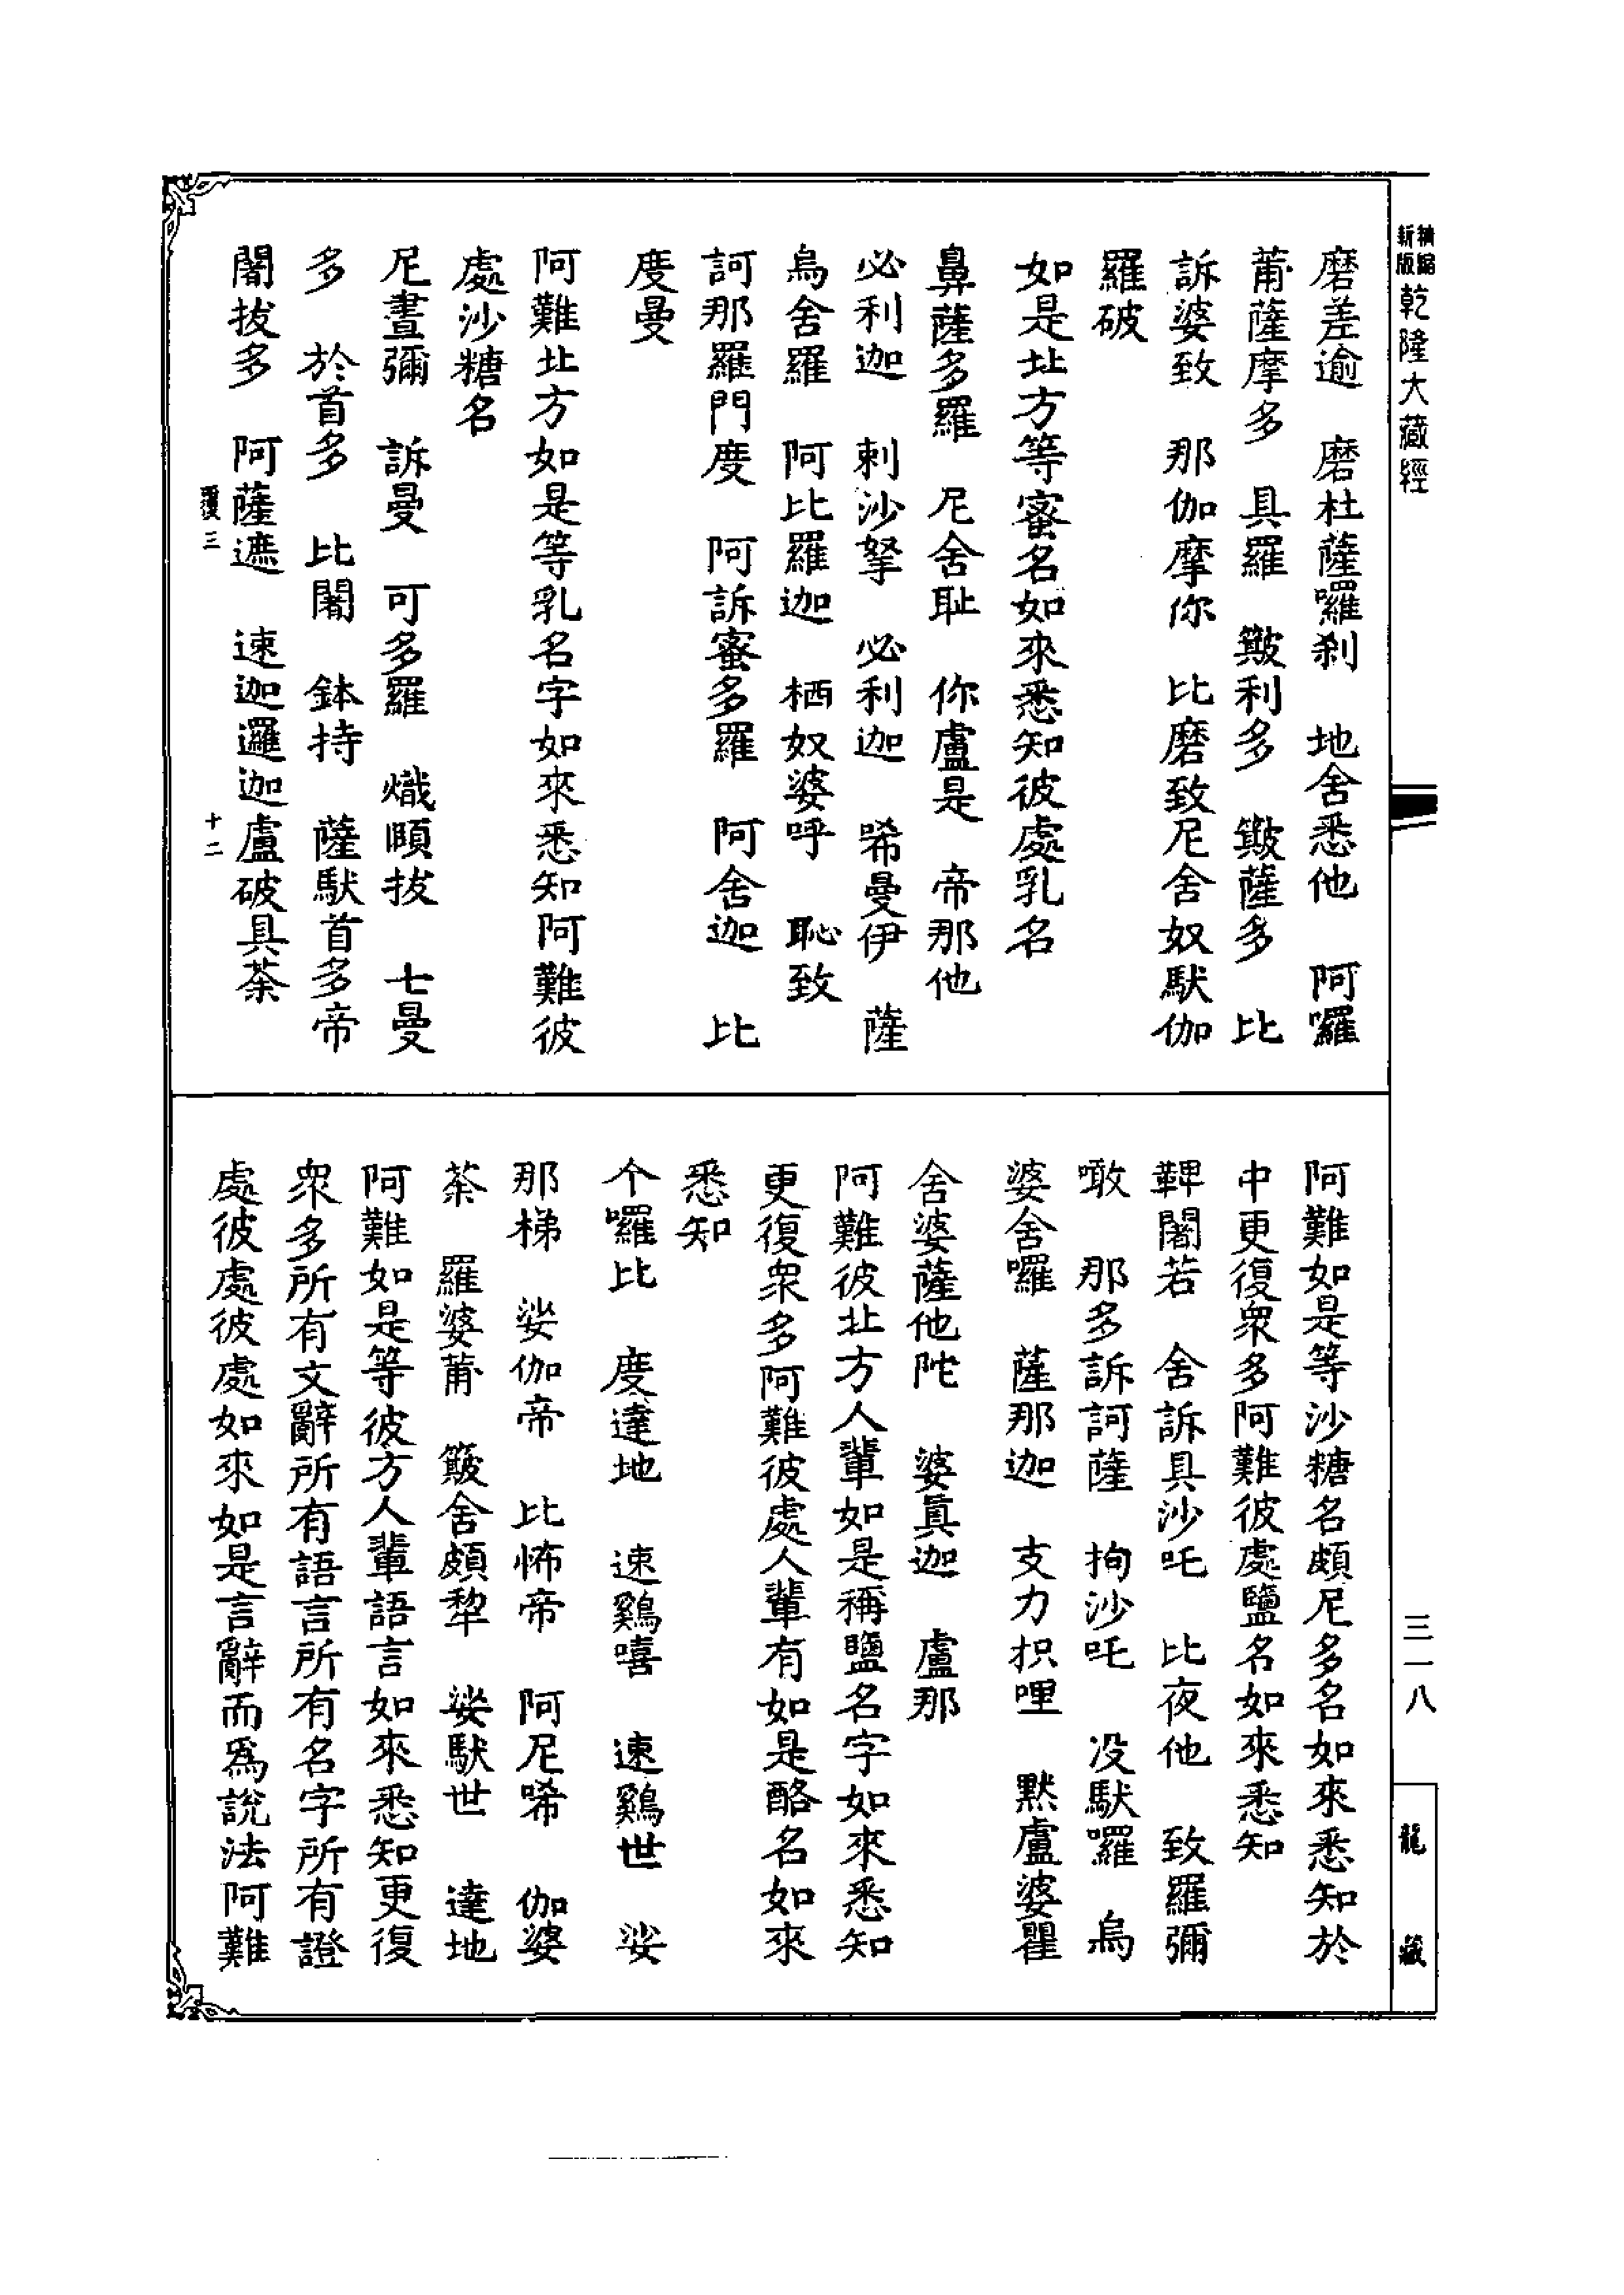 精縮
新版
乾隆大藏經
磨差逾　磨杜薩囉剎　地舍悉他　阿囉
莆薩摩多　具羅　皺利多　皺薩多　比
訴婆致　那伽摩你　比磨致尼舍奴馱伽
羅破
如是北方等蜜名如來悉知彼處乳名
鼻薩多羅　尼舍耻　你盧是　帝那他
必利迦　剌沙拏　必利迦　唏曼伊　薩
烏舍羅　阿比羅迦　栖奴婆呼　恥致
訶那羅門度　阿訴蜜多羅　阿舍迦　比
度曼
阿難北方如是等乳名字如來悉知阿難彼
處沙糖名
尼晝彌　訴曼　可多羅　熾頤拔　七曼
多　於首多　比闍　鉢持　薩馱首多帝
闍拔多　阿薩遮　速迦邏迦盧破具荼
覆三　十二
阿難如是等沙糖名頗尼多名如來悉知於
中更復衆多阿難彼處鹽名如來悉知
鞞闍若　舍訴具沙吒　比夜他　致羅彌
噉　那多訴訶薩　拘沙吒　没馱囉　烏
婆舍囉　薩那迦　支力抧哩　默盧婆瞿
舍婆薩他陀　婆眞迦　盧那
阿難彼北方人輩如是稱鹽名字如來悉知
更復衆多阿難彼處人輩有如是酪名如來
悉知
个囉比　度達地　速鷄嘻　速鷄世　娑
那梯　娑伽帝　比怖帝　阿尼唏　伽婆
荼　羅婆莆　簸舍頗犂　娑馱世　達地
阿難如是等彼方人輩語言如來悉知更復
衆多所有文辭所有語言所有名字所有證
處彼處彼處如來如是言辭而爲說法阿難
三一八
龍藏